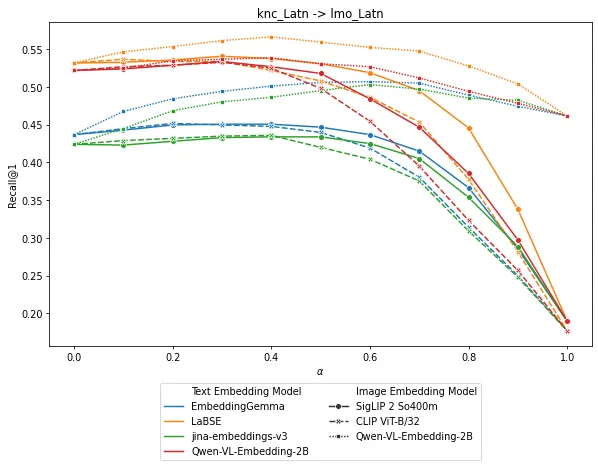 knc_Latn -> lmo_Latn
Recall@1
0.55
0.50
0.45
0.40
0.35
0.30
0.25
0.20
0.0
0.2
0.4
0.6
0.8
1.0
α
Text Embedding Model
EmbeddingGemma
LaBSE
jina-embeddings-v3
Qwen-VL-Embedding-2B
Image Embedding Model
SigLIP 2 So400m
CLIP ViT-B/32
Qwen-VL-Embedding-2B